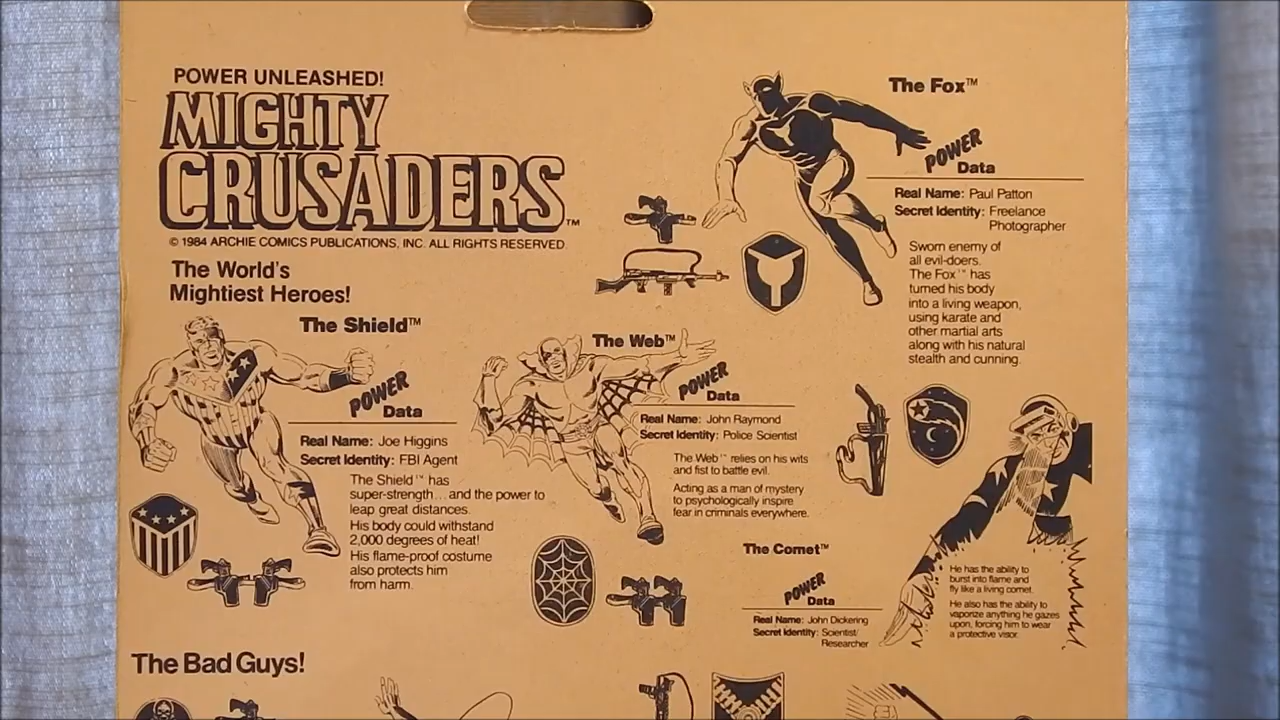 POWER UNLEASHED!
MIGHTY
CRUSADERS™
© 1984 ARCHIE COMICS PUBLICATIONS, INC. ALL RIGHTS RESERVED.
The World's
Mightiest Heroes!
The Fox™
POWER
Data
Real Name: Paul Patton
Secret Identity: Freelance
Photographer
Sworn enemy of
all evil-doers.
The Fox™ has
turned his body
into a living weapon,
using karate and
other martial arts
along with his natural
stealth and cunning.
The Shield™
POWER
Data
Real Name: Joe Higgins
Secret Identity: FBI Agent
The Shield™ has
super-strength... and the power to
leap great distances.
His body could withstand
2,000 degrees of heat!
His flame-proof costume
also protects him
from harm.
The Web™
POWER
Data
Real Name: John Raymond
Secret Identity: Police Scientist
The Web™ relies on his wits
and fist to battle evil.
Acting as a man of mystery
to psychologically inspire
fear in criminals everywhere.
The Comet™
POWER
Data
Real Name: John Dickering
Secret Identity: Scientist/
Researcher
He has the ability to
burst into flame and
fly like a living comet.
He also has the ability to
vaporize anything he gazes
upon, forcing him to wear
a protective visor.
The Bad Guys!